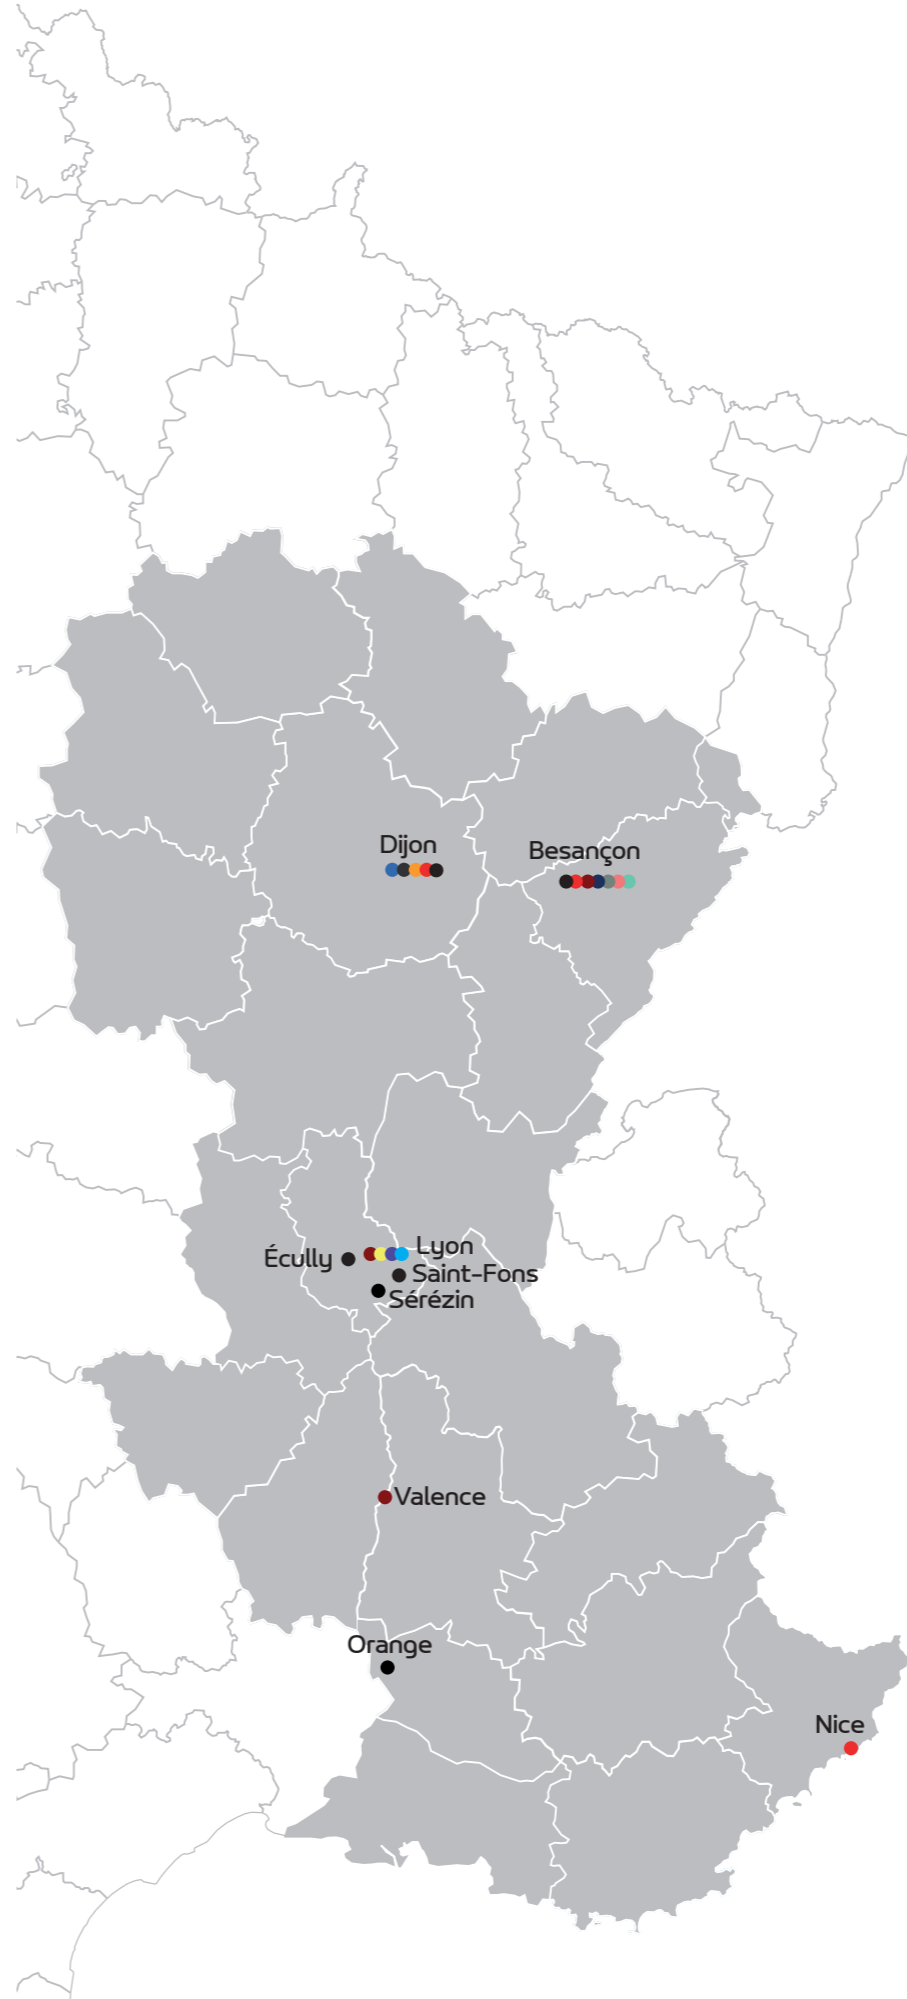 Dijon
Besançon
Lyon
Écully
Saint-Fons
Sérézin
Valence
Orange
Nice